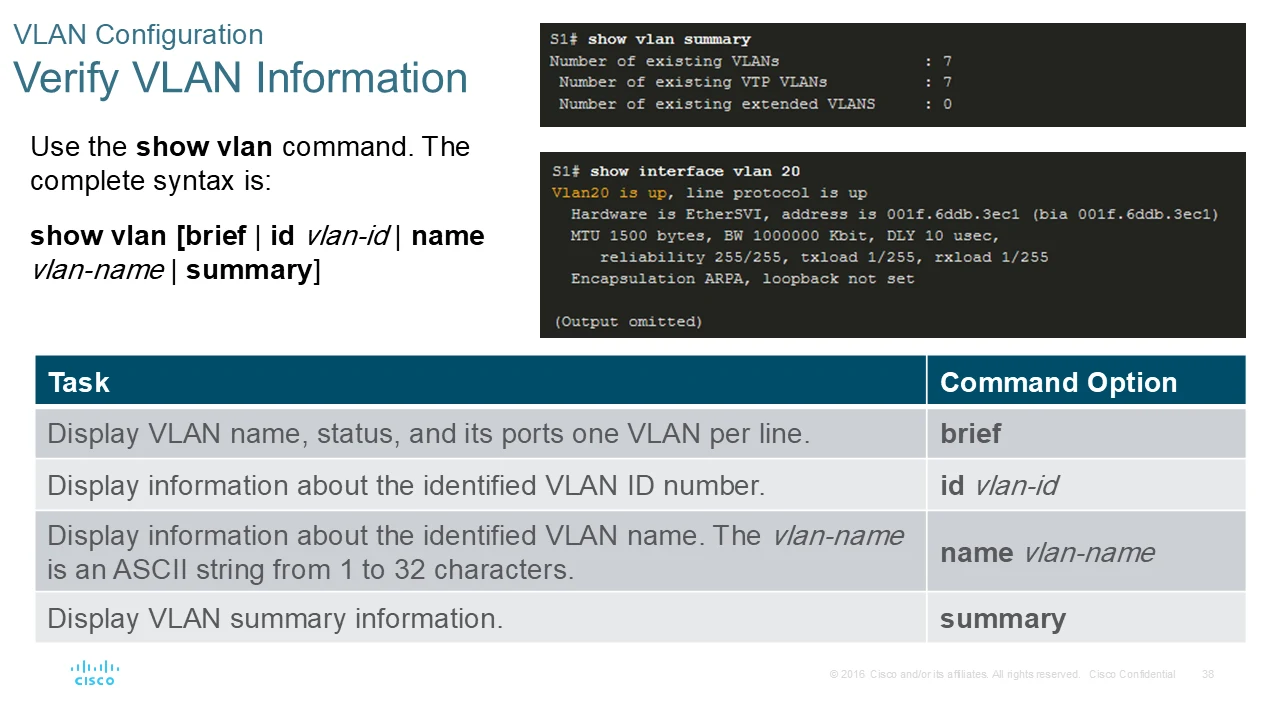 VLAN Configuration
Verify VLAN Information
Use the show vlan command. The
complete syntax is:
show vlan [brief | id vlan-id | name
vlan-name | summary]
S1# show vlan summary
Number of existing VLANs : 7
Number of existing VTP VLANs : 7
Number of existing extended VLANS : 0
S1# show interface vlan 20
Vlan20 is up, line protocol is up
Hardware is EtherSVI, address is 001f.6ddb.3ec1 (bia 001f.6ddb.3ec1)
MTU 1500 bytes, BW 1000000 Kbit, DLY 10 usec,
reliability 255/255, txload 1/255, rxload 1/255
Encapsulation ARPA, loopback not set
(Output omitted)
Task Command Option
Display VLAN name, status, and its ports one VLAN per line. brief
Display information about the identified VLAN ID number. id vlan-id
Display information about the identified VLAN name. The vlan-name
is an ASCII string from 1 to 32 characters. name vlan-name
Display VLAN summary information. summary
CISCO
© 2016 Cisco and/or its affiliates. All rights reserved. Cisco Confidential 38